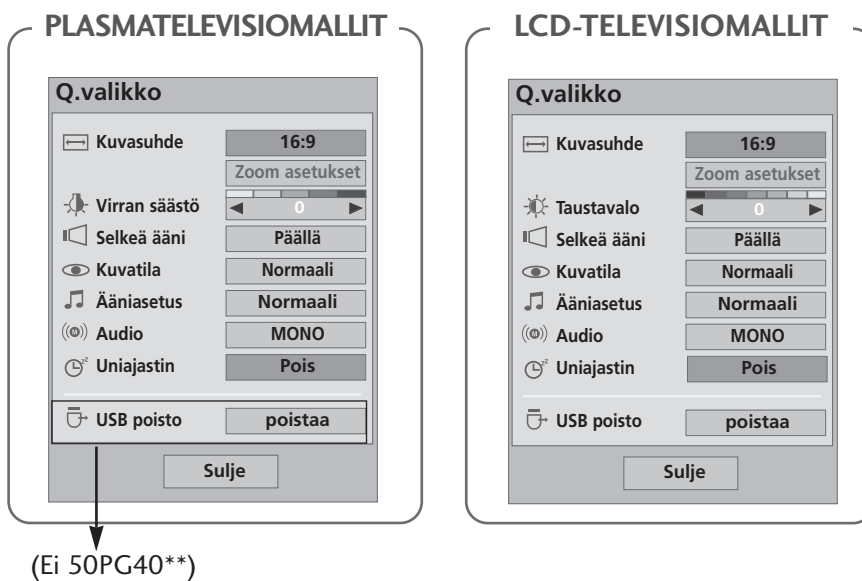 PLASMATELEVISIOMALLIT
Q.valikko
Kuvasuhde 16:9
Zoom asetukset
Virran säästö ◀ 0 ▶
Selkeä ääni Päällä
Kuvatila Normaali
Ääniasetus Normaali
Audio MONO
Uniajastin Pois
USB poisto poistaa
Sulje
(Ei 50PG40**)
LCD-TELEVISIOMALLIT
Q.valikko
Kuvasuhde 16:9
Zoom asetukset
Taustavalo ◀ 0 ▶
Selkeä ääni Päällä
Kuvatila Normaali
Ääniasetus Normaali
Audio MONO
Uniajastin Pois
USB poisto poistaa
Sulje